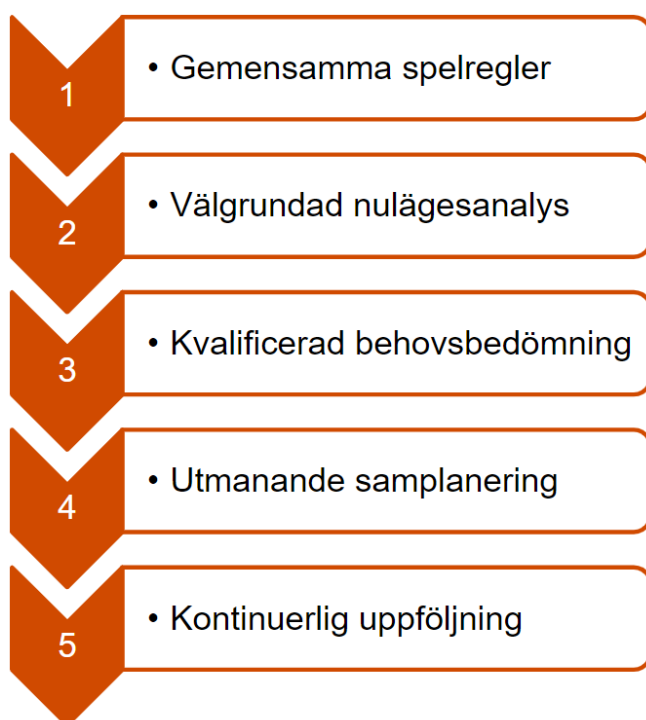 1
• Gemensamma spelregler
2
• Välgrundad nulägesanalys
3
• Kvalificerad behovsbedömning
4
• Utmanande samplanering
5
• Kontinuerlig uppföljning